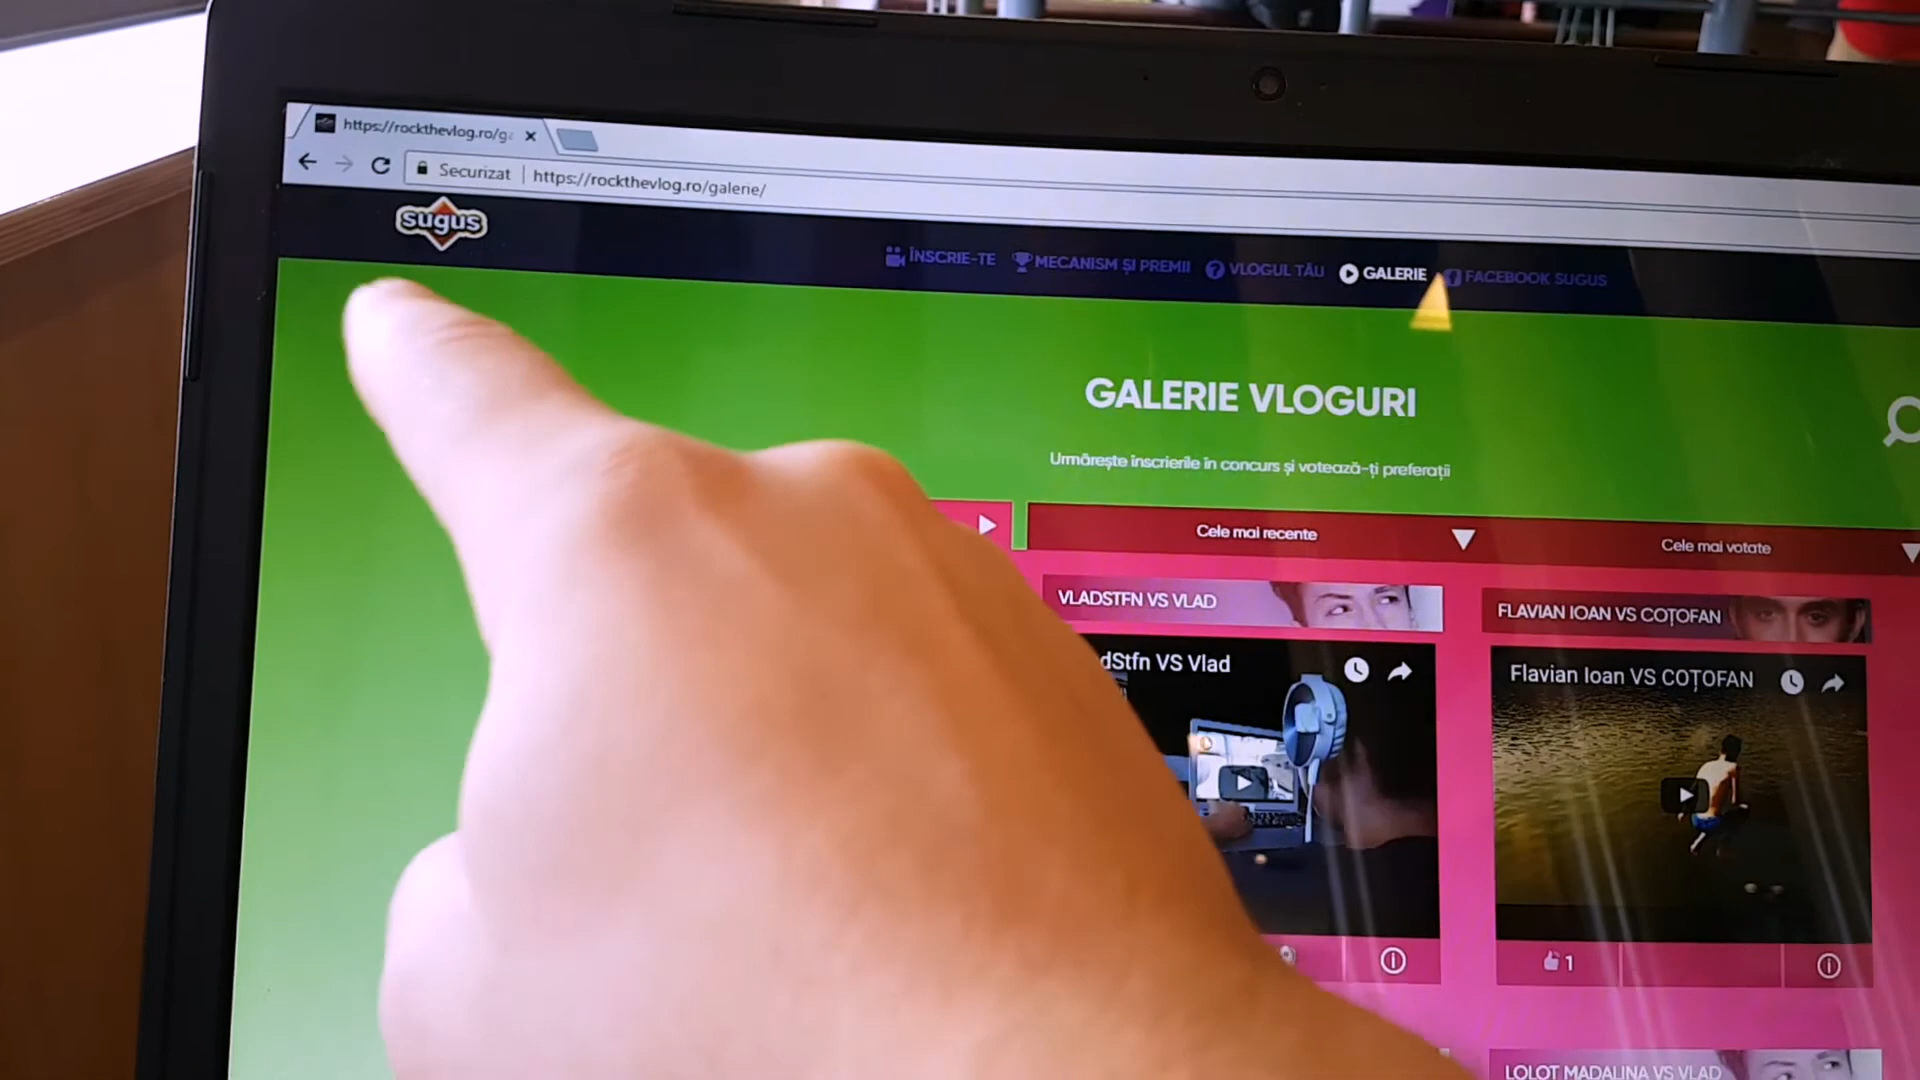 https://rockthevlog.ro/ga
Securizat https://rockthevlog.ro/galerie/
sugus
ÎNSCRIE-TE MECANISM ȘI PREMII VLOGUL TĂU GALERIE FACEBOOK SUGUS
GALERIE VLOGURI
Urmărește înscrierile în concurs și votează-ți preferații
Cele mai recente Cele mai votate
VLADSTFN VS VLAD FLAVIAN IOAN VS COȚOFAN
dStfn VS Vlad Flavian Ioan VS COȚOFAN
1
LOLOT MADALINA VS VLAD